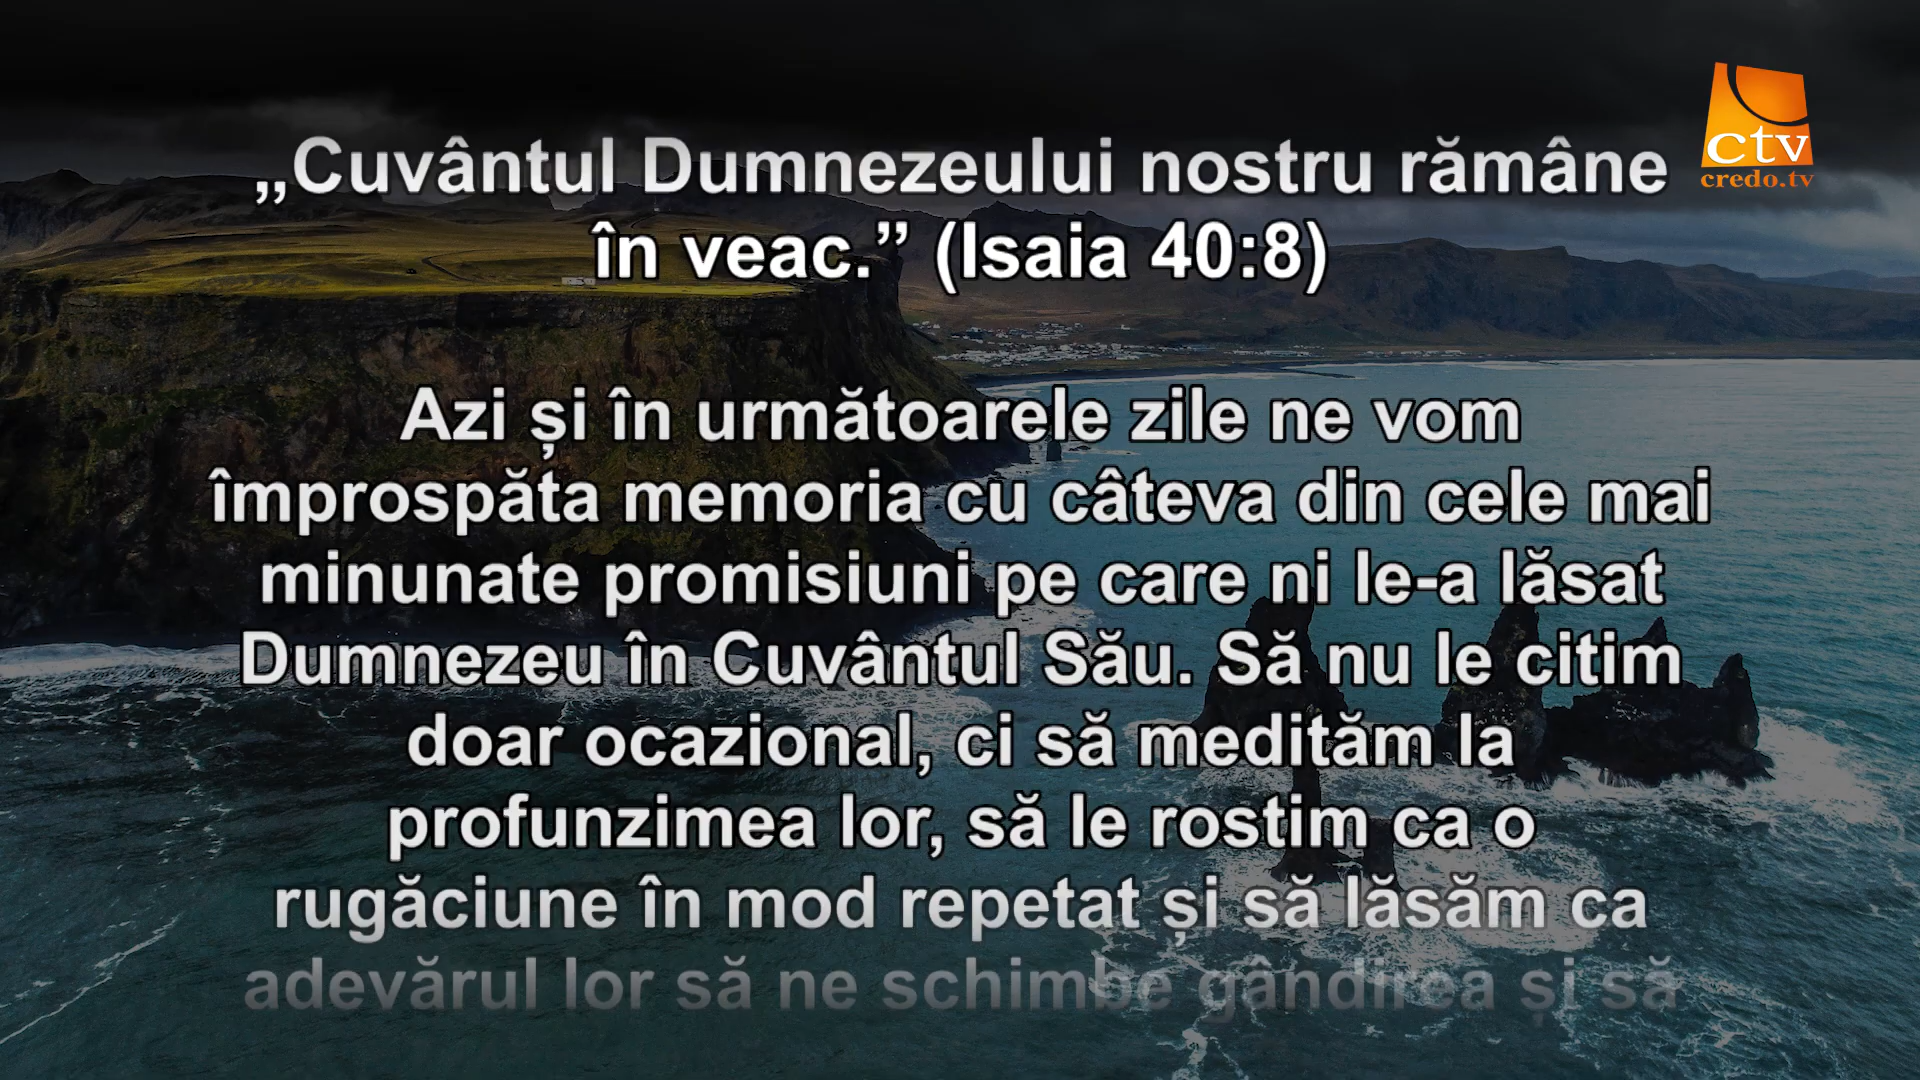 „Cuvântul Dumnezeului nostru rămâne
în veac.” (Isaia 40:8)
Azi și în următoarele zile ne vom
împrospăta memoria cu câteva din cele mai
minunate promisiuni pe care ni le-a lăsat
Dumnezeu în Cuvântul Său. Să nu le citim
doar ocazional, ci să medităm la
profunzimea lor, să le rostim ca o
rugăciune în mod repetat și să lăsăm ca
adevărul lor să ne schimbe gândirea și să
ctv
credo.tv